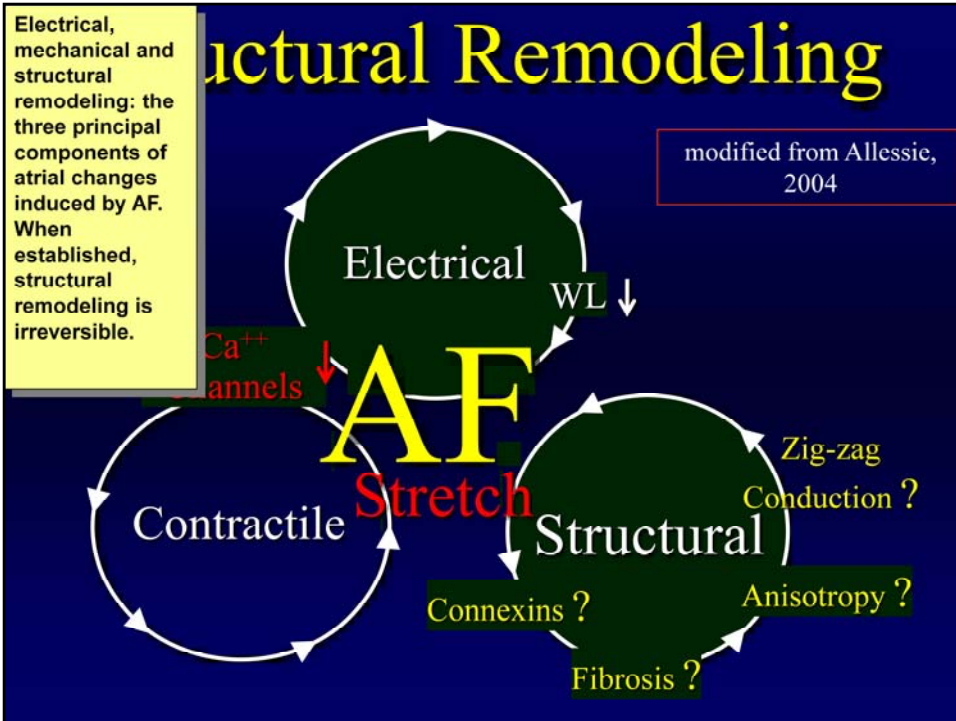 Electrical,
mechanical and
structural
remodeling: the
three principal
components of
atrial changes
induced by AF.
When
established,
structural
remodeling is
irreversible.
uctural Remodeling
modified from Allessie,
2004
Electrical
WL ↓
Ca++ ↓
hannels
AF
Stretch
Contractile
Structural
Zig-zag
Conduction ?
Anisotropy ?
Connexins ?
Fibrosis ?